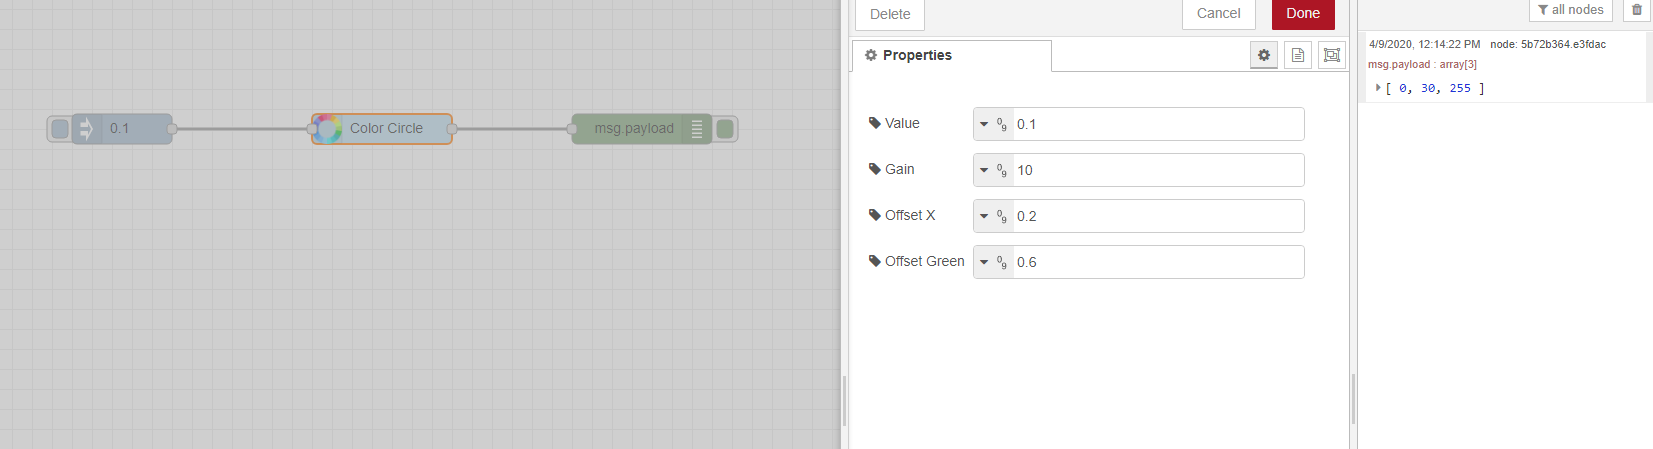 0.1
Color Circle
msg.payload
Delete
Cancel
Done
Properties
Value
0.1
Gain
10
Offset X
0.2
Offset Green
0.6
all nodes
4/9/2020, 12:14:22 PM node: 5b72b364.e3fdac
msg.payload : array[3]
[ 0, 30, 255 ]